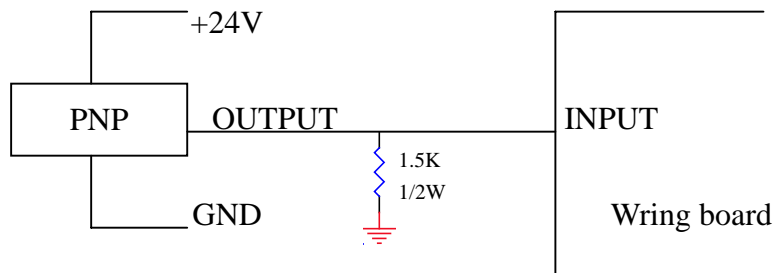 +24V
PNP
OUTPUT
INPUT
1.5K
1/2W
GND
Wring board